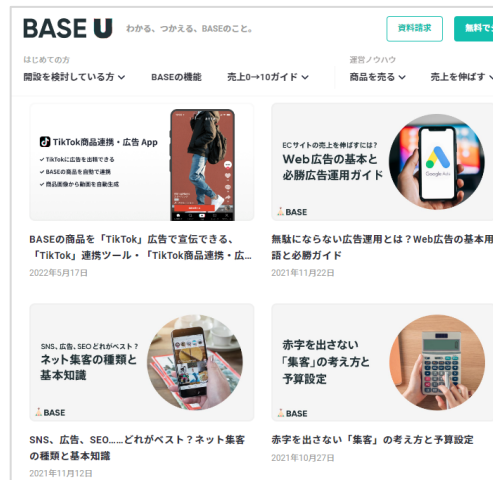 BASE U わかる、つかえる、BASEのこと。
資料請求
無料で
はじめての方
運営ノウハウ
開設を検討している方
BASEの機能
売上0→10ガイド
商品を売る
売上を伸ばす
TikTok商品連携・広告 App
✓ TikTokに広告を出稿できる
✓ BASEの商品を自動で連携
✓ 商品画像から動画を自動生成
ECサイトの売上を伸ばすには?
Web広告の基本と
必勝広告運用ガイド
Google Ads
BASE
BASEの商品を「TikTok」広告で宣伝できる、
「TikTok」連携ツール・「TikTok商品連携・広...
2022年5月17日
無駄にならない広告運用とは?Web広告の基本用
語と必勝ガイド
2021年11月22日
SNS、広告、SEOどれがベスト?
ネット集客の種類と
基本知識
BASE
赤字を出さない
「集客」の考え方と
予算設定
BASE
SNS、広告、SEO……どれがベスト?ネット集客
の種類と基本知識
2021年11月12日
赤字を出さない「集客」の考え方と予算設定
2021年10月27日